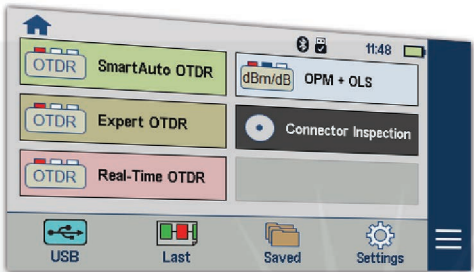 11:48
OTDR SmartAuto OTDR
dBm/dB OPM + OLS
OTDR Expert OTDR
Connector Inspection
OTDR Real-Time OTDR
USB
Last
Saved
Settings